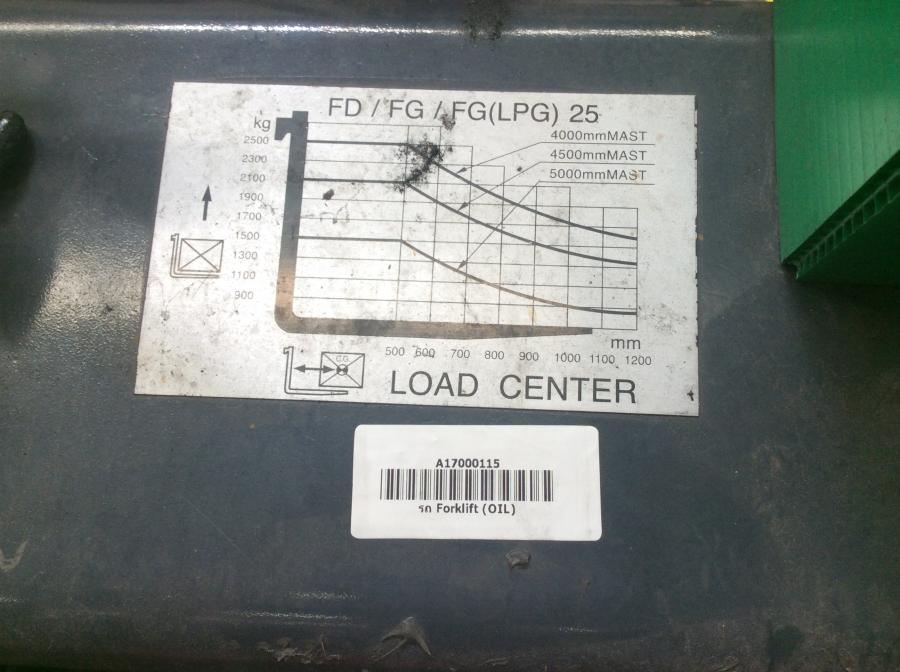 FD / FG / FG(LPG) 25
kg
2500
2300
2100
1900
1700
1500
1300
1100
900
4000mmMAST
4500mmMAST
5000mmMAST
mm
500 600 700 800 900 1000 1100 1200
C.G.
LOAD CENTER
A17000115
รถ Forklift (OIL)